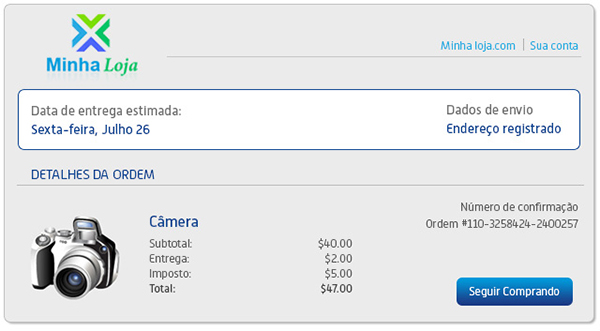 Minha Loja
Minha loja.com | Sua conta
Data de entrega estimada:
Sexta-feira, Julho 26
Dados de envio
Endereço registrado
DETALHES DA ORDEM
Número de confirmação
Ordem #110-3258424-2400257
Câmera
Subtotal: $40.00
Entrega: $2.00
Imposto: $5.00
Total: $47.00
Seguir Comprando